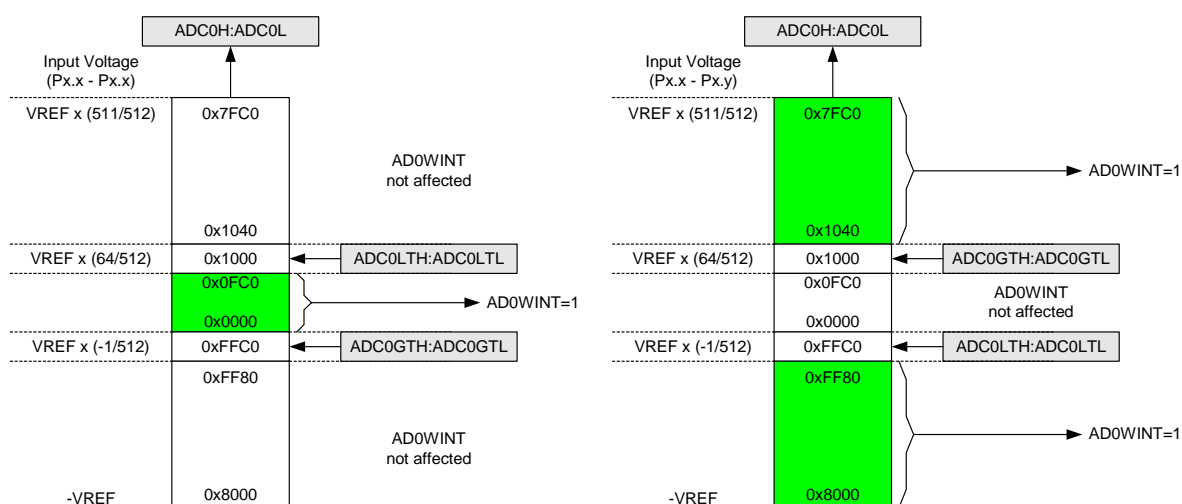 ADC0H:ADC0L
Input Voltage
(Px.x - Px.x)
VREF x (511/512)
0x7FC0
AD0WINT
not affected
0x1040
VREF x (64/512)
0x1000
ADC0LTH:ADC0LTL
0x0FC0
AD0WINT=1
0x0000
VREF x (-1/512)
0xFFC0
ADC0GTH:ADC0GTL
0xFF80
AD0WINT
not affected
-VREF
0x8000
ADC0H:ADC0L
Input Voltage
(Px.x - Px.y)
VREF x (511/512)
0x7FC0
AD0WINT=1
0x1040
VREF x (64/512)
0x1000
ADC0GTH:ADC0GTL
0x0FC0
AD0WINT
not affected
0x0000
VREF x (-1/512)
0xFFC0
ADC0LTH:ADC0LTL
0xFF80
AD0WINT=1
-VREF
0x8000